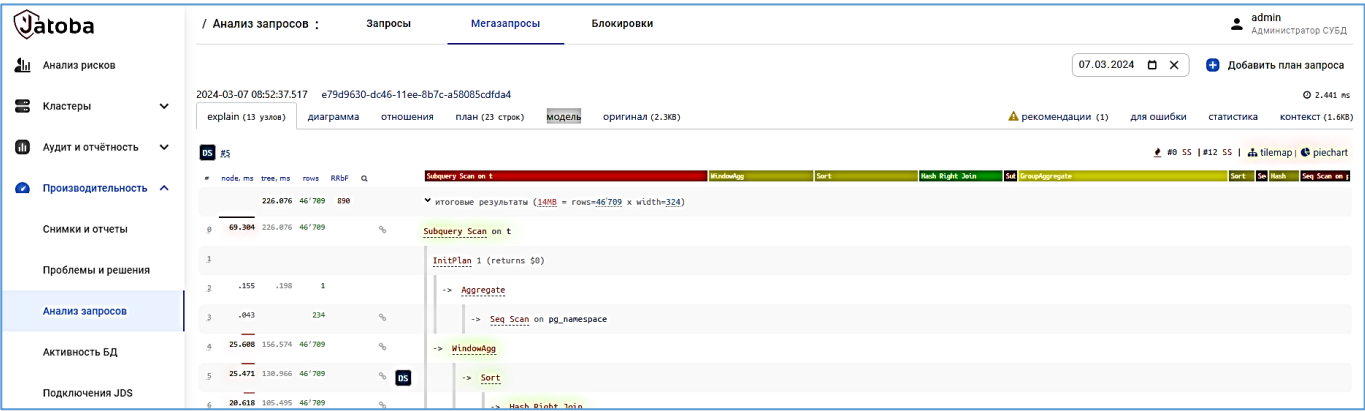 Jatoba
/ Анализ запросов : Запросы Мегазапросы Блокировки
admin
Администратор СУБД
Анализ рисков
Кластеры
Аудит и отчётность
Производительность
Снимки и отчеты
Проблемы и решения
Анализ запросов
Активность БД
Подключения JDS
07.03.2024 Добавить план запроса
2024-03-07 08:52:37.517 e79d9630-dc46-11ee-8b7c-a58085cdfda4 2.441 ms
explain (13 узлов) диаграмма отношения план (23 строк) модель оригинал (2.3KB) рекомендации (1) для ошибки статистика контекст (1.6KB)
DS #5 #0 SS | #12 SS | tilemap | piechart
# node, ms tree, ms rows RRbF Subquery Scan on t WindowAgg Sort Hash Right Join Sub GroupAggregate Sort Se Hash Seq Scan on p
226.076 46'709 890 итоговые результаты (14MB = rows=46'709 x width=324)
0 69.304 226.076 46'709 Subquery Scan on t
1 InitPlan 1 (returns $0)
2 .155 .198 1 -> Aggregate
3 .043 234 -> Seq Scan on pg_namespace
4 25.608 156.574 46'709 -> WindowAgg
5 25.471 130.966 46'709 DS -> Sort
6 20.618 105.495 46'709 -> Hash Right Join